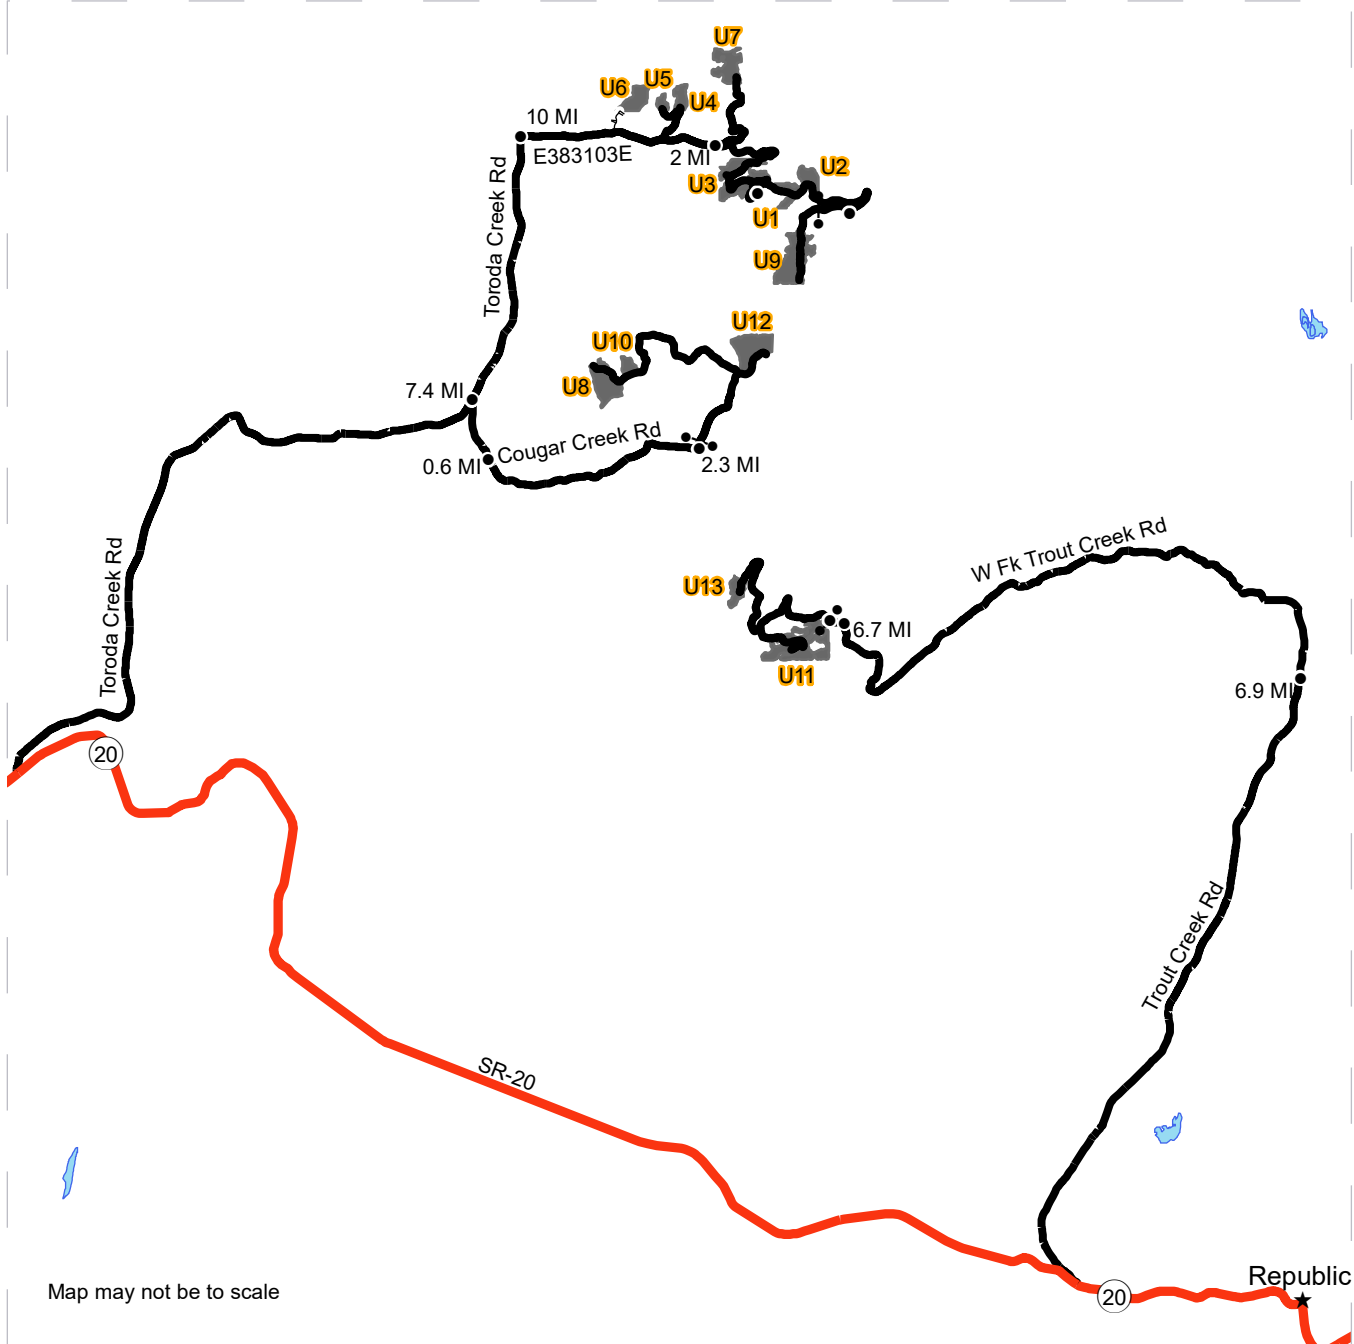 U7
U5
U6
U4
10 MI
E383103E
2 MI
U2
U3
U1
Toroda Creek Rd
U9
U12
U10
U8
7.4 MI
Cougar Creek Rd
0.6 MI
2.3 MI
W Fk Trout Creek Rd
Toroda Creek Rd
U13
6.7 MI
U11
6.9 MI
20
Trout Creek Rd
SR-20
Republic
Map may not be to scale
20